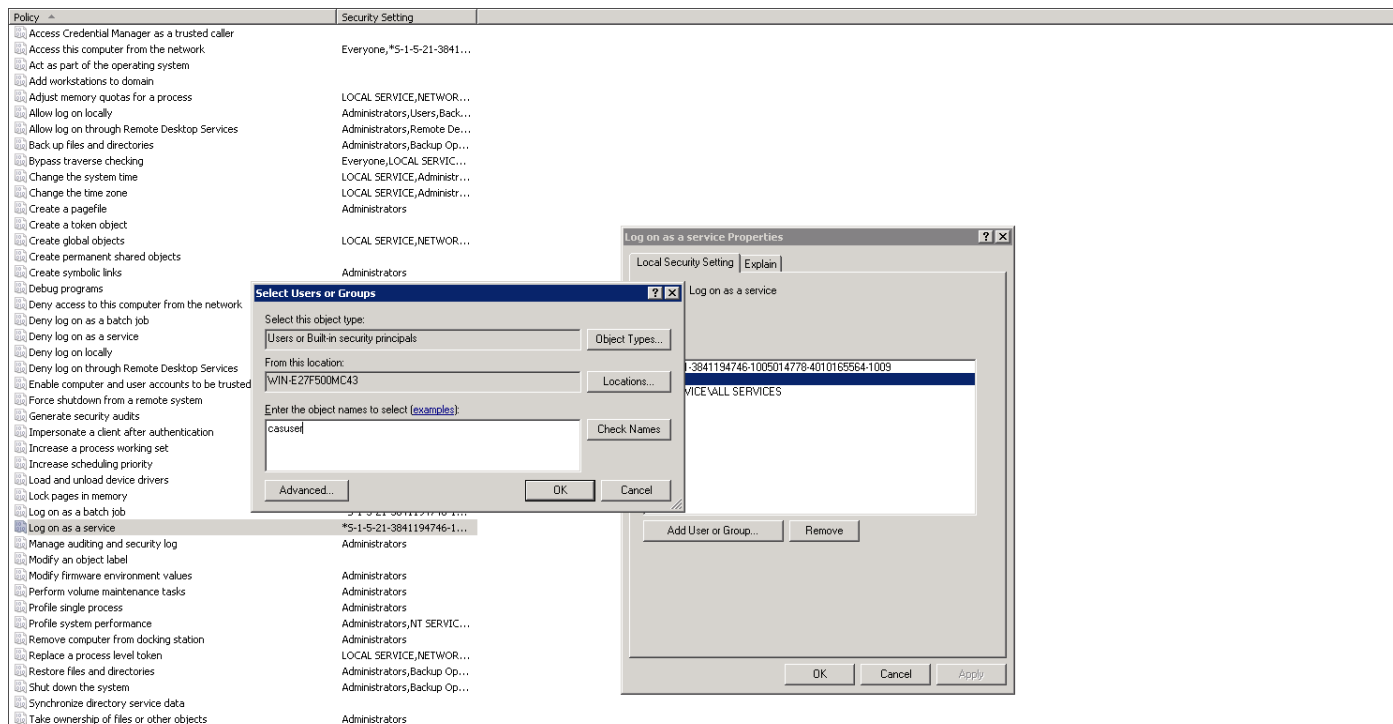 Policy Security Setting
Access Credential Manager as a trusted caller
Access this computer from the network Everyone,*S-1-5-21-3841...
Act as part of the operating system
Add workstations to domain
Adjust memory quotas for a process LOCAL SERVICE,NETWOR...
Allow log on locally Administrators,Users,Back...
Allow log on through Remote Desktop Services Administrators,Remote De...
Back up files and directories Administrators,Backup Op...
Bypass traverse checking Everyone,LOCAL SERVIC...
Change the system time LOCAL SERVICE,Administr...
Change the time zone LOCAL SERVICE,Administr...
Create a pagefile Administrators
Create a token object
Create global objects LOCAL SERVICE,NETWOR...
Create permanent shared objects
Create symbolic links Administrators
Debug programs
Deny access to this computer from the network
Deny log on as a batch job
Deny log on as a service
Deny log on locally
Deny log on through Remote Desktop Services
Enable computer and user accounts to be trusted
Force shutdown from a remote system
Generate security audits
Impersonate a client after authentication
Increase a process working set
Increase scheduling priority
Load and unload device drivers
Lock pages in memory
Log on as a batch job
Log on as a service *S-1-5-21-3841194746-1...
Manage auditing and security log Administrators
Modify an object label
Modify firmware environment values Administrators
Perform volume maintenance tasks Administrators
Profile single process Administrators
Profile system performance Administrators,NT SERVIC...
Remove computer from docking station Administrators
Replace a process level token LOCAL SERVICE,NETWOR...
Restore files and directories Administrators,Backup Op...
Shut down the system Administrators,Backup Op...
Synchronize directory service data
Take ownership of files or other objects Administrators
Select Users or Groups
Select this object type:
Users or Built-in security principals Object Types...
From this location:
WIN-E27F500MC43 Locations...
Enter the object names to select (examples):
casuser Check Names
Advanced... OK Cancel
Log on as a service Properties
Local Security Setting Explain
Log on as a service
1-3841194746-1005014778-4010165564-1009
VICE\ALL SERVICES
Add User or Group... Remove
OK Cancel Apply